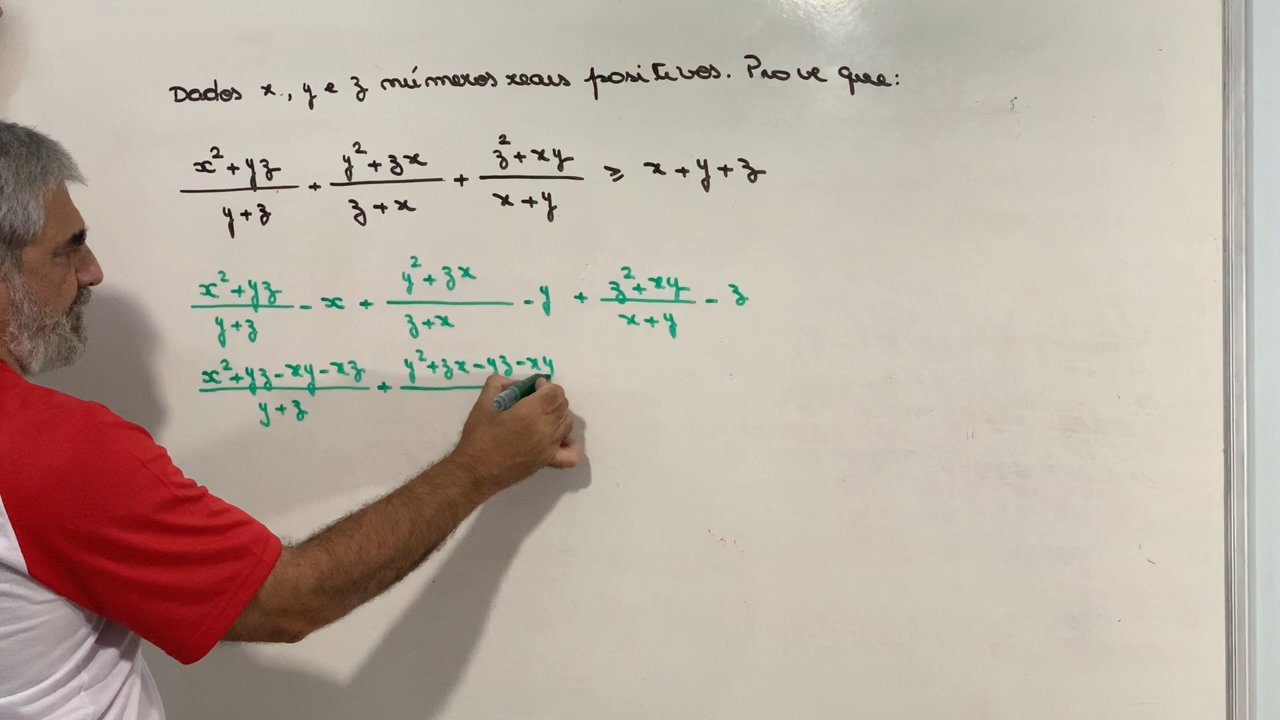 Dados x, y e z números reais positivos. Prove que:
(x²+yz)/(y+z) + (y²+zx)/(z+x) + (z²+xy)/(x+y) ≥ x+y+z
(x²+yz)/(y+z) - x + (y²+zx)/(z+x) - y + (z²+xy)/(x+y) - z
(x²+yz-xy-xz)/(y+z) + y²+zx-yz-xy